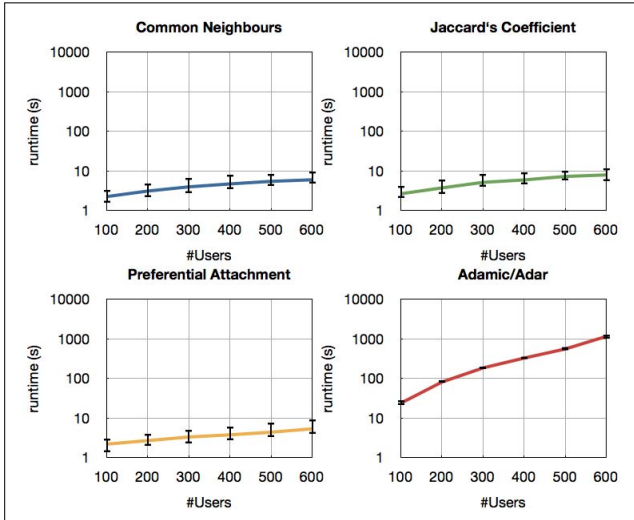 Common Neighbours
runtime (s)
10000
1000
100
10
1
100 200 300 400 500 600
#Users
Jaccard's Coefficient
runtime (s)
10000
1000
100
10
1
100 200 300 400 500 600
#Users
Preferential Attachment
runtime (s)
10000
1000
100
10
1
100 200 300 400 500 600
#Users
Adamic/Adar
runtime (s)
10000
1000
100
10
1
100 200 300 400 500 600
#Users